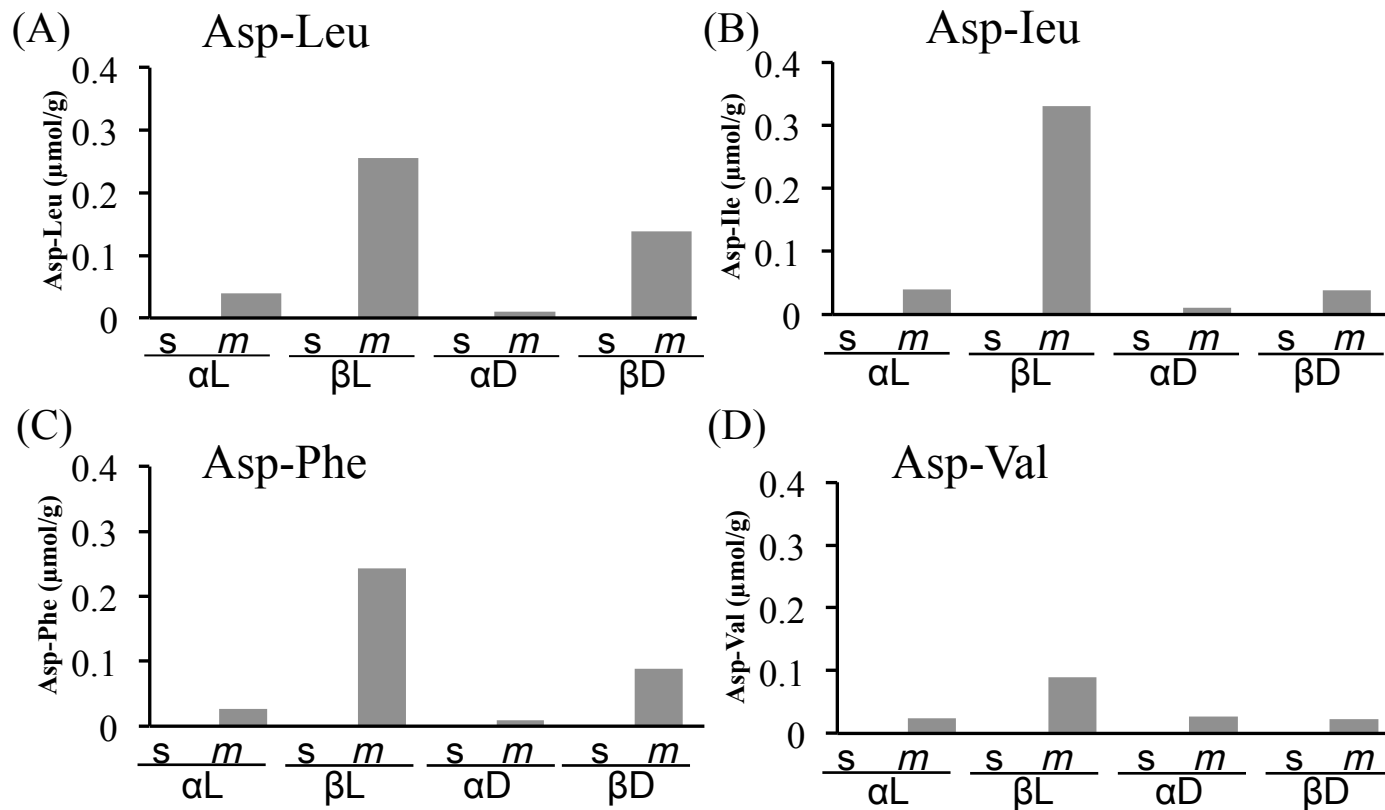 (A) Asp-Leu
Asp-Leu (µmol/g)
0.4
0.3
0.2
0.1
0
s m s m s m s m
αL βL αD βD
(B) Asp-Ieu
Asp-Ile (µmol/g)
0.4
0.3
0.2
0.1
0
s m s m s m s m
αL βL αD βD
(C) Asp-Phe
Asp-Phe (µmol/g)
0.4
0.3
0.2
0.1
0
s m s m s m s m
αL βL αD βD
(D) Asp-Val
Asp-Val (µmol/g)
0.4
0.3
0.2
0.1
0
s m s m s m s m
αL βL αD βD